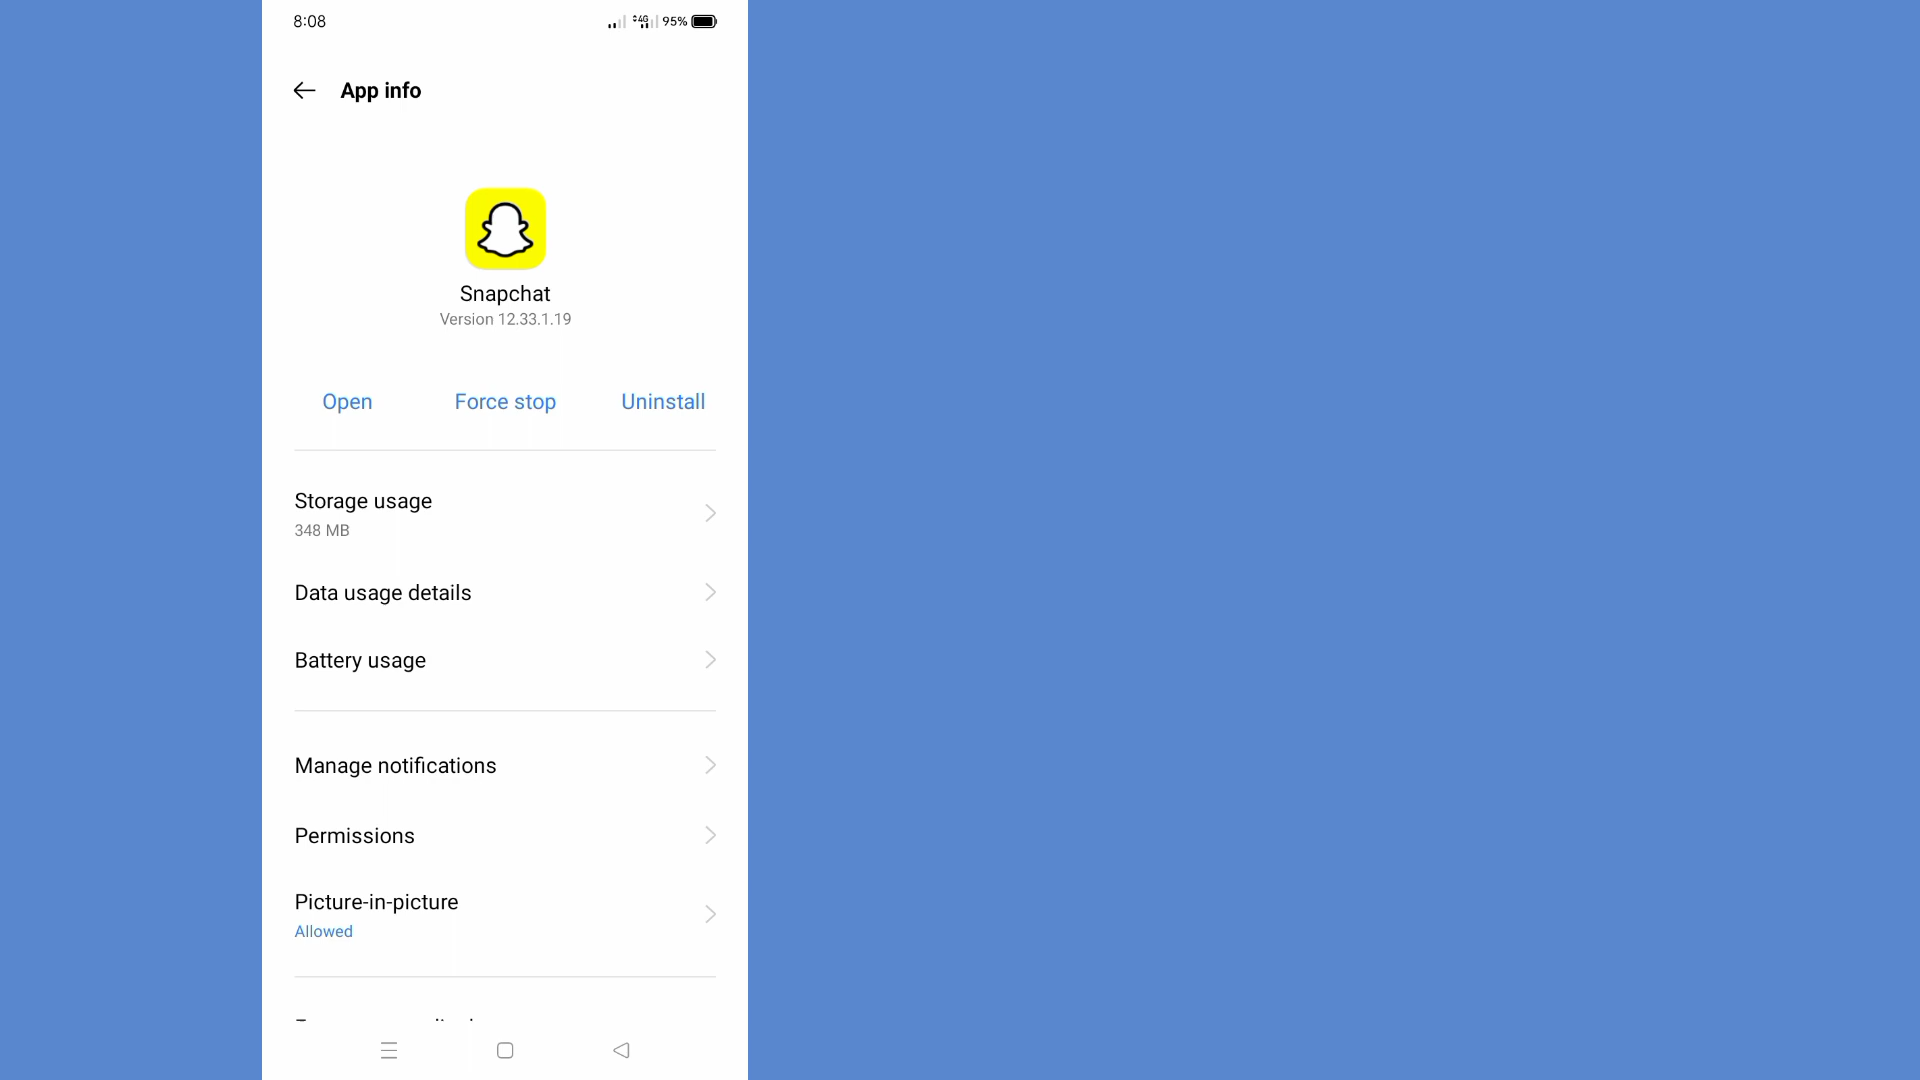 8:08
4G 95%
App info
Snapchat
Version 12.33.1.19
Open Force stop Uninstall
Storage usage
348 MB
Data usage details
Battery usage
Manage notifications
Permissions
Picture-in-picture
Allowed